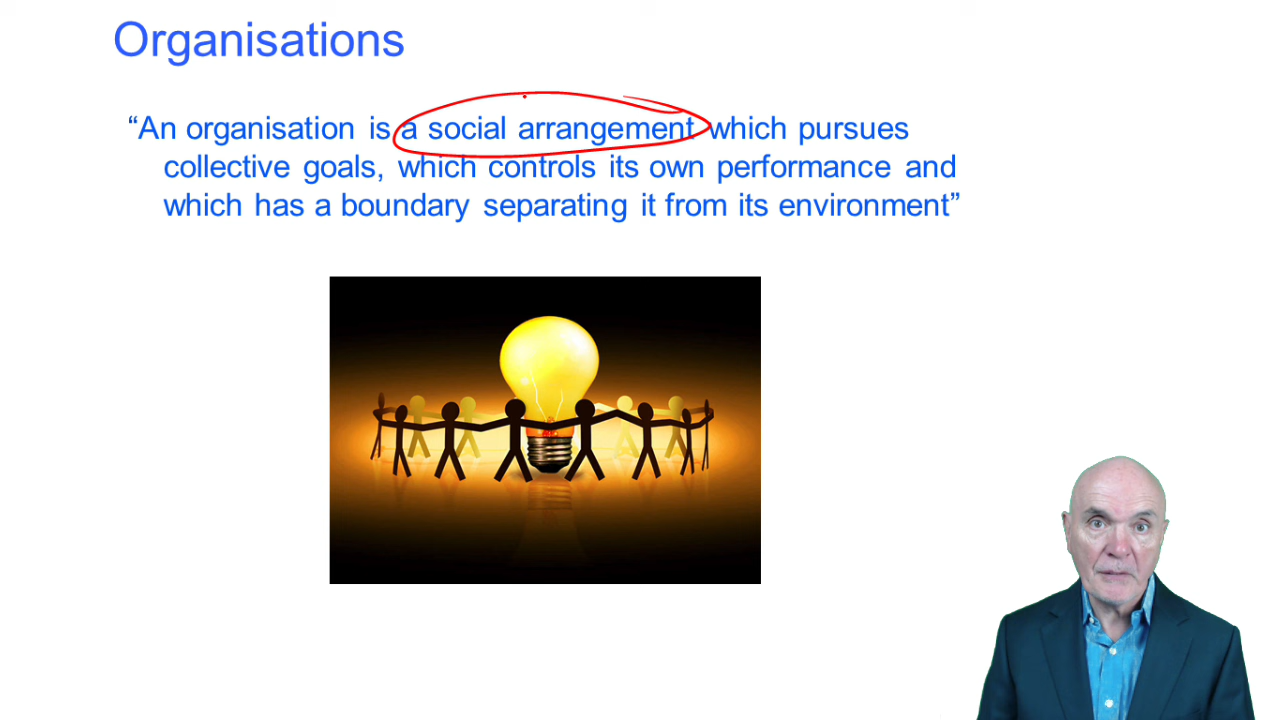 Organisations
“An organisation is a social arrangement which pursues
collective goals, which controls its own performance and
which has a boundary separating it from its environment”